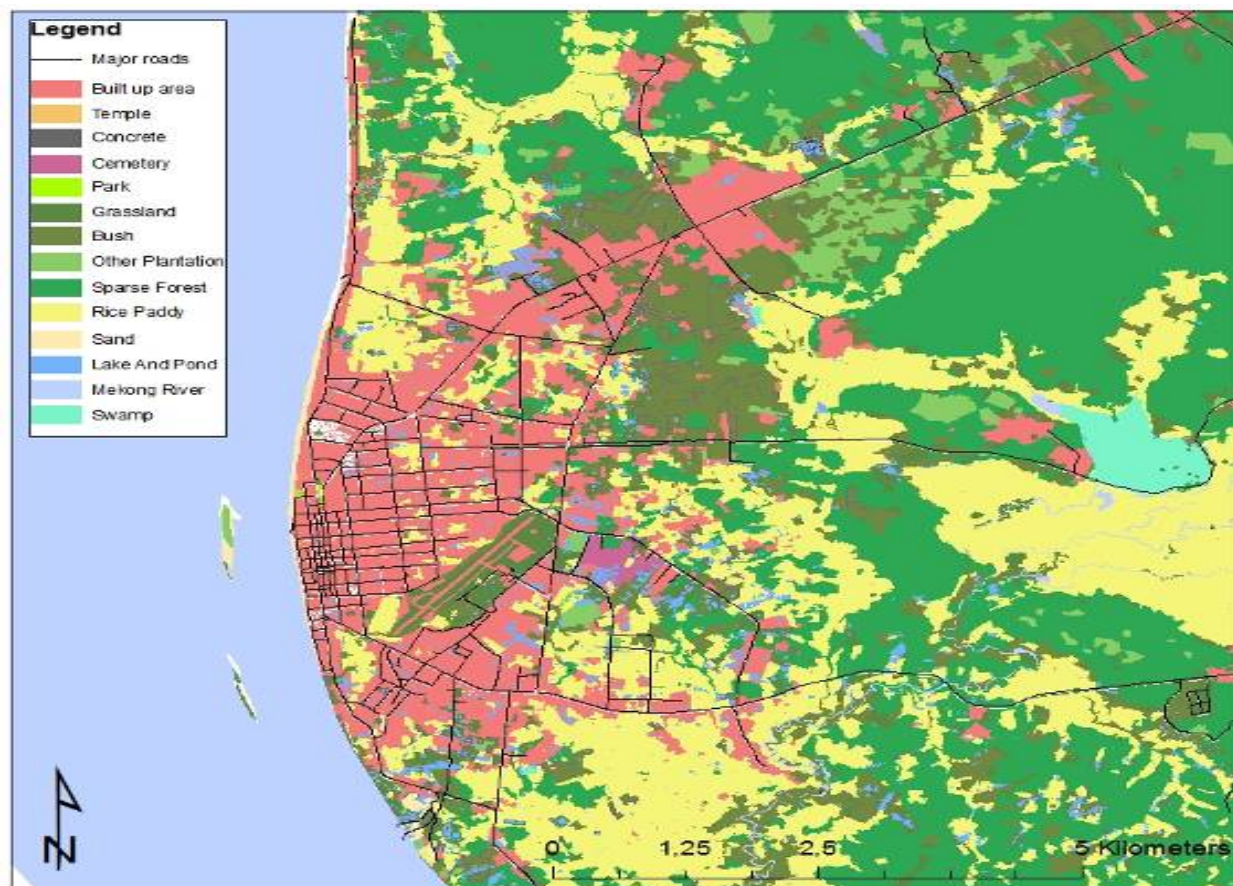 Legend
Major roads
Built up area
Temple
Concrete
Cemetery
Park
Grassland
Bush
Other Plantation
Sparse Forest
Rice Paddy
Sand
Lake And Pond
Mekong River
Swamp
N
0 1,25 2,5 5 Kilometers